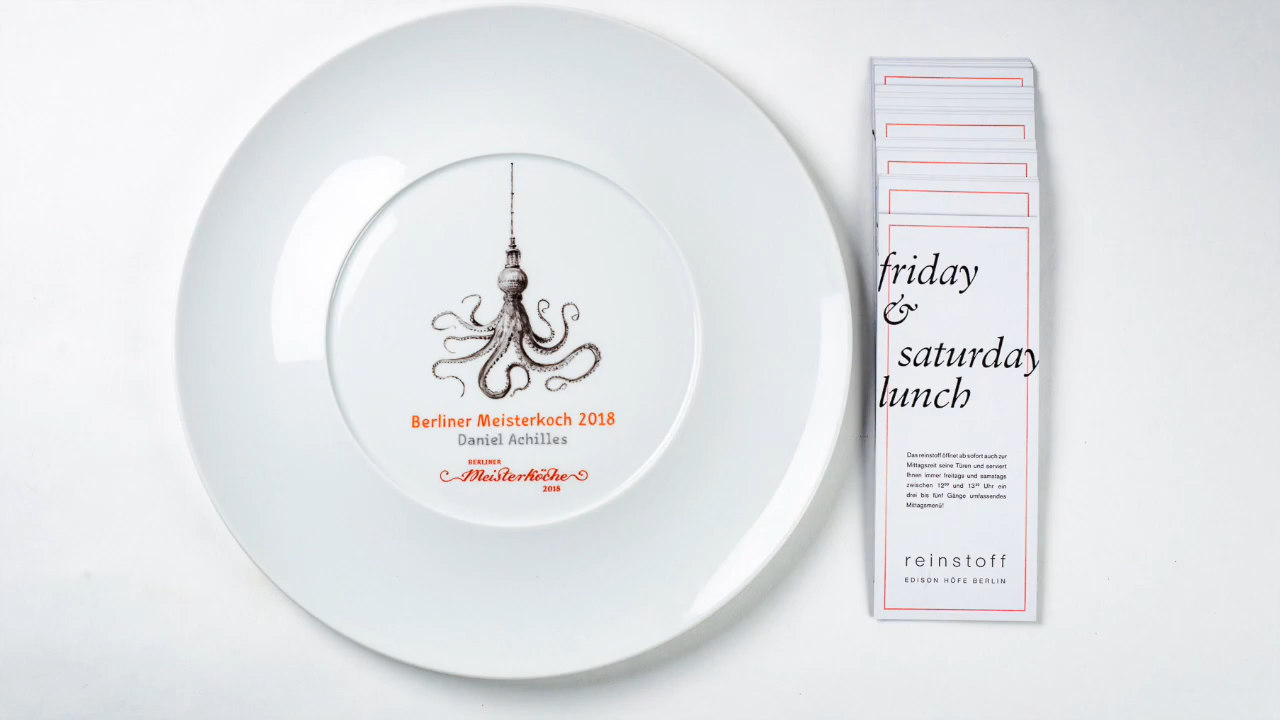 Berliner Meisterkoch 2018
Daniel Achilles
BERLINER
Meisterköche
2018
friday
&
saturday
lunch
Das reinstoff öffnet ab sofort auch zur
Mittagszeit seine Türen und serviert
Ihnen immer freitags und samstags
zwischen 12⁰⁰ und 13³⁰ Uhr ein
drei bis fünf Gänge umfassendes
Mittagsmenü!
reinstoff
EDISON HÖFE BERLIN